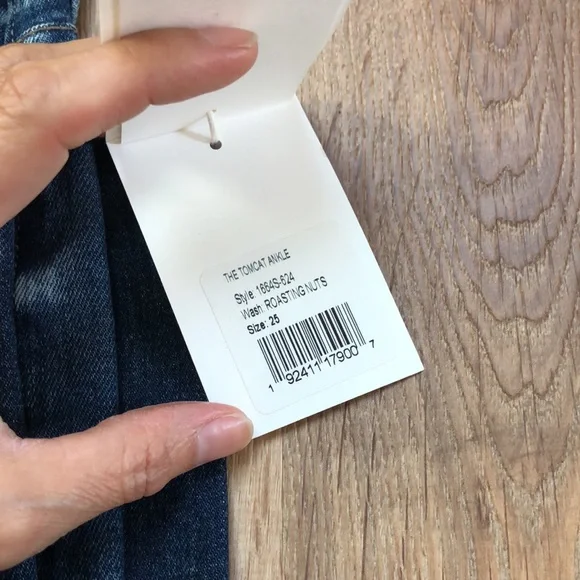 THE TOMCAT ANKLE
Style: 1664S-624
Wash: ROASTING NUTS
Size: 25
1 92411 17900 7